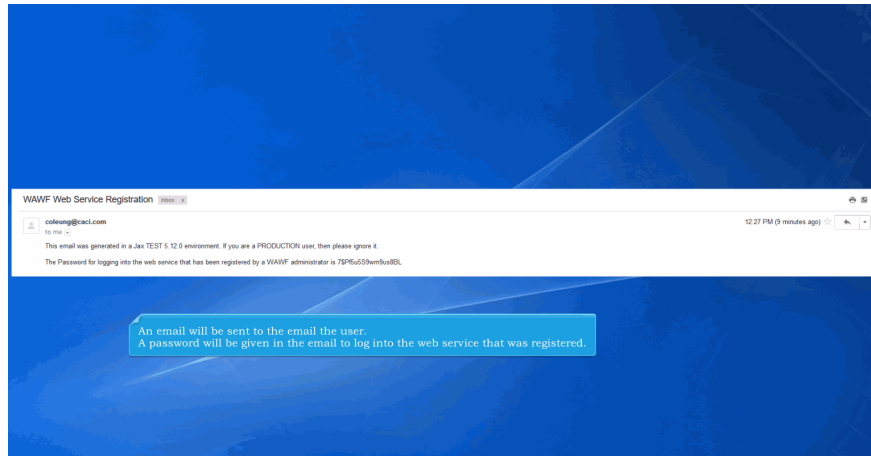 WAWF Web Service Registration Inbox x
coleung@caci.com 12:27 PM (9 minutes ago)
to me
This email was generated in a Jax TEST 5.12.0 environment. If you are a PRODUCTION user, then please ignore it.
The Password for logging into the web service that has been registered by a WAWF administrator is
An email will be sent to the email the user.
A password will be given in the email to log into the web service that was registered.